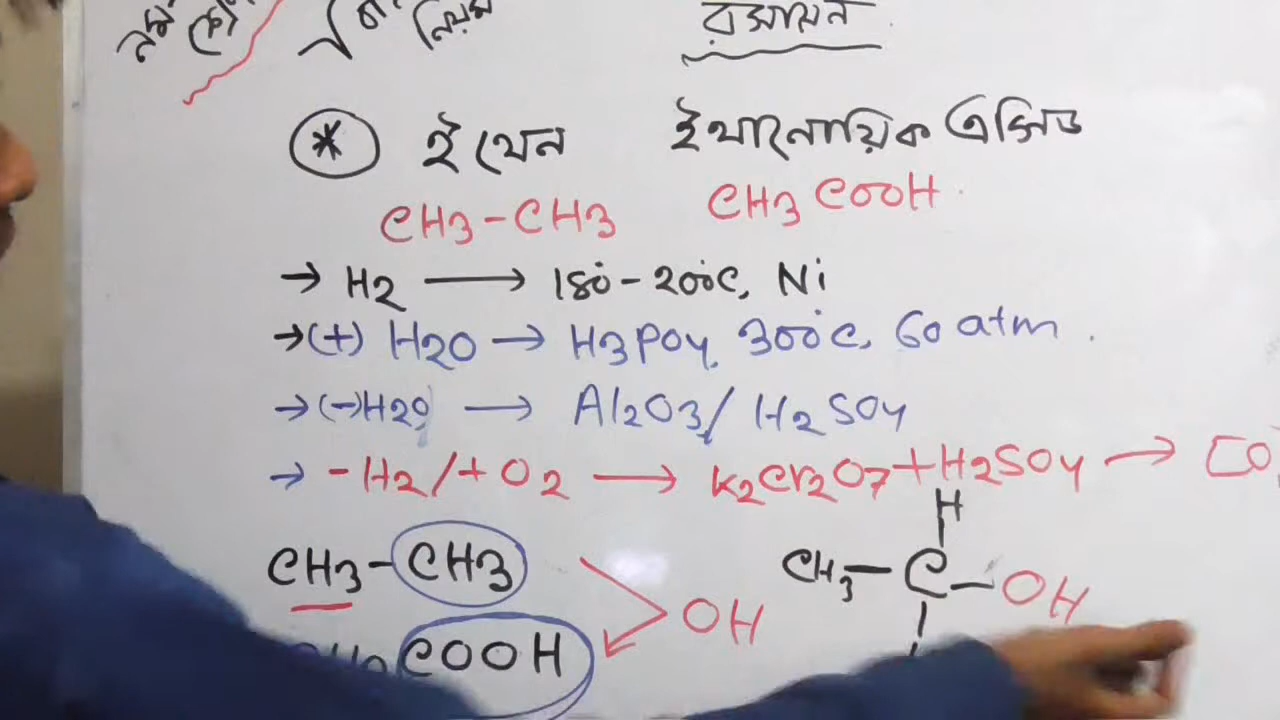 নিয়ম রসায়ন
* ইথেন ইথানোয়িক এসিড
CH3-CH3 CH3COOH
→ H2 → 180°-200°C, Ni
→(+) H2O → H3PO4, 300°C, 60 atm.
→(-)H2O → Al2O3/ H2SO4
→ -H2/+O2 → K2Cr2O7+H2SO4 → [O]
H
CH3-CH3 CH3-C-OH
OH
COOH